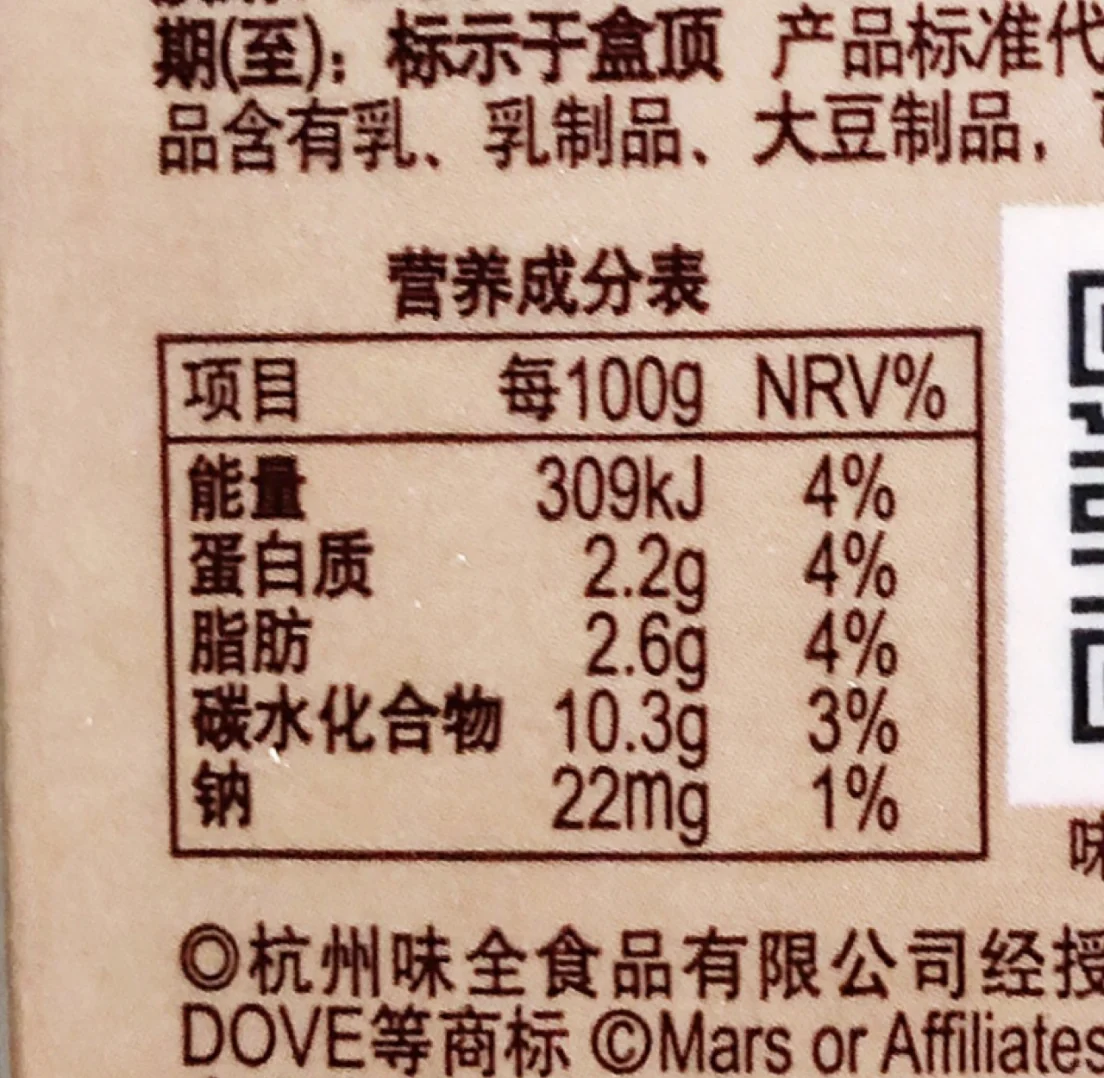 期(至)：标示于盒顶 产品标准代
品含有乳、乳制品、大豆制品，
营养成分表
项目 每100g NRV%
能量 309kJ 4%
蛋白质 2.2g 4%
脂肪 2.6g 4%
碳水化合物 10.3g 3%
钠 22mg 1%
味
◎杭州味全食品有限公司经授
DOVE等商标 ©Mars or Affiliates